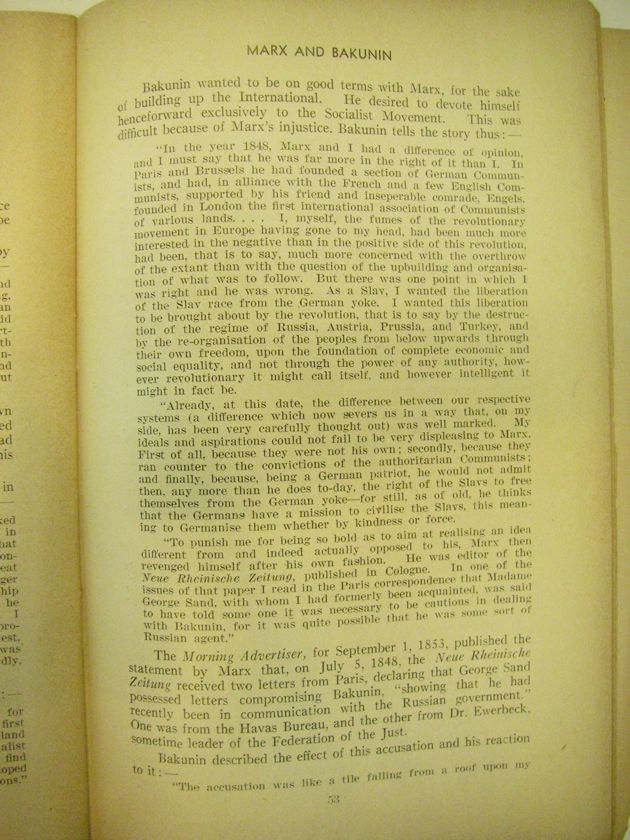 MARX AND BAKUNIN
Bakunin wanted to be on good terms with Marx, for the sake
of building up the International. He desired to devote himself
henceforward exclusively to the Socialist Movement. This was
difficult because of Marx's injustice. Bakunin tells the story thus:—
"In the year 1848, Marx and I had a difference of opinion,
and I must say that he was far more in the right of it than I. In
Paris and Brussels he had founded a section of German Commun-
ists, and had, in alliance with the French and a few English Com-
munists, supported by his friend and inseperable comrade, Engels,
founded in London the first international association of Communists
of various lands. . . . I, myself, the fumes of the revolutionary
movement in Europe having gone to my head, had been much more
interested in the negative than in the positive side of this revolution,
had been, that is to say, much more concerned with the overthrow
of the extant than with the question of the upbuilding and organisa-
tion of what was to follow. But there was one point in which I
was right and he was wrong. As a Slav, I wanted the liberation
of the Slav race from the German yoke. I wanted this liberation
to be brought about by the revolution, that is to say by the destruc-
tion of the regime of Russia, Austria, Prussia, and Turkey, and
by the re-organisation of the peoples from below upwards through
their own freedom, upon the foundation of complete economic and
social equality, and not through the power of any authority, how-
ever revolutionary it might call itself, and however intelligent it
might in fact be.
"Already, at this date, the difference between our respective
systems (a difference which now severs us in a way that, on my
side, has been very carefully thought out) was well marked. My
ideals and aspirations could not fail to be very displeasing to Marx.
First of all, because they were not his own; secondly, because they
ran counter to the convictions of the authoritarian Communists;
and finally, because, being a German patriot, he would not admit
then, any more than he does to-day, the right of the Slavs to free
themselves from the German yoke—for still, as of old, he thinks
that the Germans have a mission to civilise the Slavs, this mean-
ing to Germanise them whether by kindness or force.
"To punish me for being so bold as to aim at realising an idea
different from and indeed actually opposed to his, Marx then
revenged himself after his own fashion. He was editor of the
Neue Rheinische Zeitung, published in Cologne. In one of the
issues of that paper I read in the Paris correspondence that Madame
George Sand, with whom I had formerly been acquainted, was said
to have told some one it was necessary to be cautious in dealing
with Bakunin, for it was quite possible that he was some sort of
Russian agent."
The Morning Advertiser, for September 1, 1853, published the
statement by Marx that, on July 5, 1848, the Neue Rheinische
Zeitung received two letters from Paris, declaring that George Sand
possessed letters compromising Bakunin, "showing that he had
recently been in communication with the Russian government."
One was from the Havas Bureau, and the other from Dr. Ewerbeck,
sometime leader of the Federation of the Just.
Bakunin described the effect of this accusation and his reaction
to it:—
"The accusation was like a tile falling from a roof upon my
53